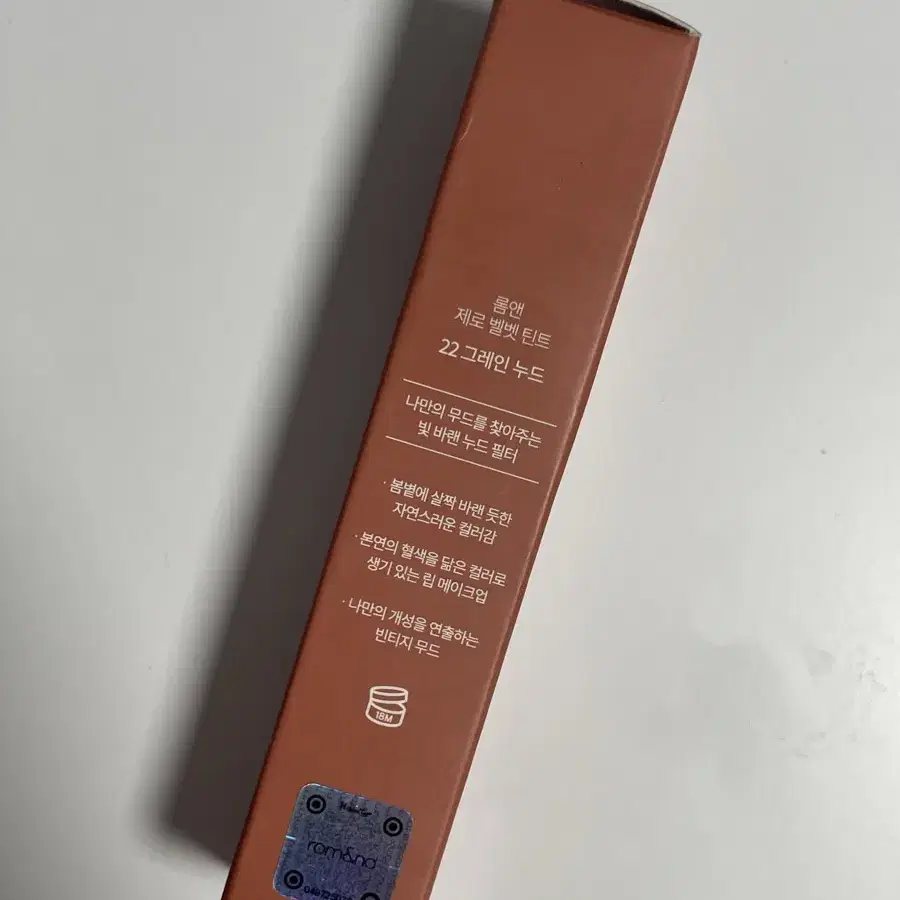 롬앤
제로 벨벳 틴트
22 그레인 누드
나만의 무드를 찾아주는
빛 바랜 누드 필터
· 봄볕에 살짝 바랜 듯한
자연스러운 컬러감
· 본연의 혈색을 닮은 컬러로
생기 있는 립 메이크업
· 나만의 개성을 연출하는
빈티지 무드
18M
rom&nd